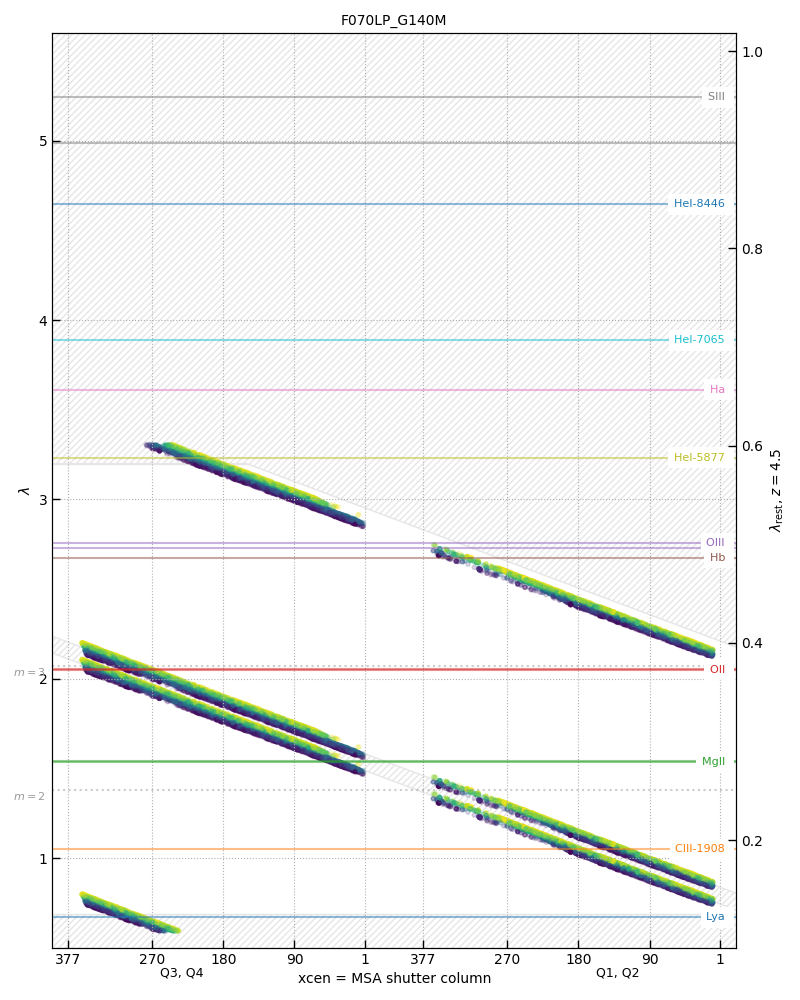 F070LP_G140M
1.0
SIII
5
HeI-8446
0.8
4
HeI-7065
Ha
HeI-5877
0.6
λ
λrest, z = 4.5
3
OIII
Hb
0.4
m = 3
2
OII
MgII
m = 2
CIII-1908
0.2
1
Lya
377 270 180 90 1 377 270 180 90 1
Q3, Q4 Q1, Q2
xcen = MSA shutter column